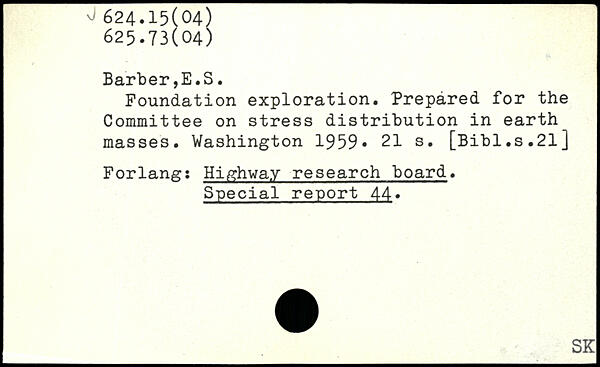 624.15(04)
625.73(04)
Barber,E.S.
Foundation exploration. Prepared for the
Committee on stress distribution in earth
masses. Washington 1959. 21 s. [Bibl.s.21]
Forlang: Highway research board.
Special report 44.
SK